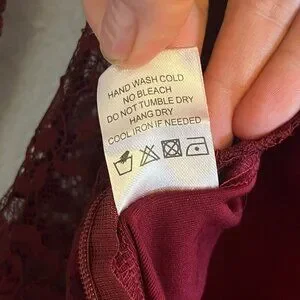 HAND WASH COLD
NO BLEACH
DO NOT TUMBLE DRY
HANG DRY
COOL IRON IF NEEDED